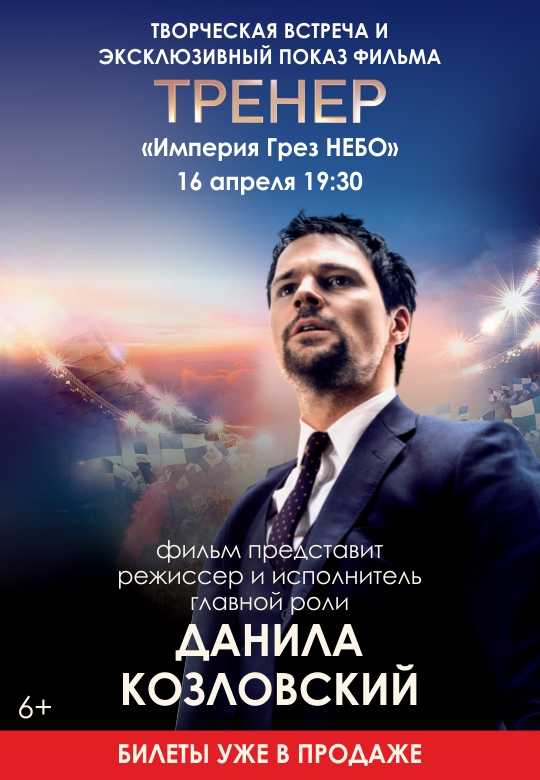 ТВОРЧЕСКАЯ ВСТРЕЧА И
ЭКСКЛЮЗИВНЫЙ ПОКАЗ ФИЛЬМА
ТРЕНЕР
«Империя Грез НЕБО»
16 апреля 19:30
фильм представит
режиссер и исполнитель
главной роли
ДАНИЛА
КОЗЛОВСКИЙ
6+
БИЛЕТЫ УЖЕ В ПРОДАЖЕ